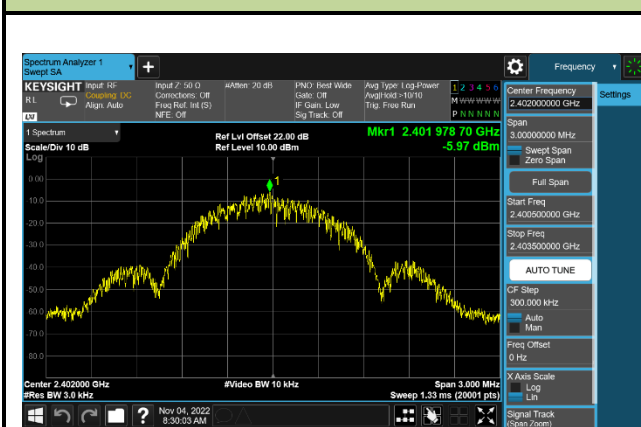 Spectrum Analyzer 1
Swept SA
Frequency
KEYSIGHT
Input: RF
Input Z: 50 Ω
#Atten: 20 dB
PNO: Best Wide
Avg Type: Log-Power
1 2 3 4 5 6
Coupling: DC
Corrections: Off
Gate: Off
Avg|Hold:>10/10
M W W W W W
Align: Auto
Freq Ref: Int (S)
IF Gain: Low
Trig: Free Run
NFE: Off
Sig Track: Off
P N N N N N
1 Spectrum
Scale/Div 10 dB
Ref Lvl Offset 22.00 dB
Ref Level 10.00 dBm
Mkr1 2.401 978 70 GHz
-5.97 dBm
Log
0.00
-10.0
-20.0
-30.0
-40.0
-50.0
-60.0
-70.0
-80.0
1
Center 2.402000 GHz
#Video BW 10 kHz
Span 3.000 MHz
#Res BW 3.0 kHz
Sweep 1.33 ms (20001 pts)
Nov 04, 2022
8:30:03 AM
Center Frequency
2.402000000 GHz
Settings
Span
3.00000000 MHz
Swept Span
Zero Span
Full Span
Start Freq
2.400500000 GHz
Stop Freq
2.403500000 GHz
AUTO TUNE
CF Step
300.000 kHz
Auto
Man
Freq Offset
0 Hz
X Axis Scale
Log
Lin
Signal Track
(Span Zoom)